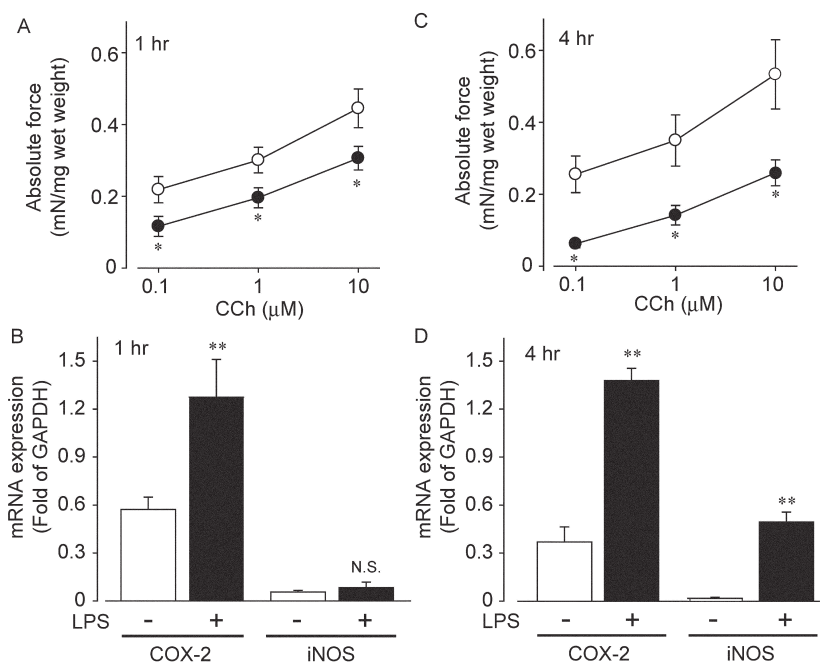 A
1 hr
Absolute force
(mN/mg wet weight)
0.6
0.4
0.2
0
*
*
*
0.1
1
10
CCh (μM)
C
4 hr
Absolute force
(mN/mg wet weight)
0.6
0.4
0.2
0
*
*
*
0.1
1
10
CCh (μM)
B
1 hr
mRNA expression
(Fold of GAPDH)
1.5
1.2
0.9
0.6
0.3
0
**
N.S.
LPS - + - +
COX-2 iNOS
D
4 hr
mRNA expression
(Fold of GAPDH)
1.5
1.2
0.9
0.6
0.3
0
**
**
LPS - + - +
COX-2 iNOS